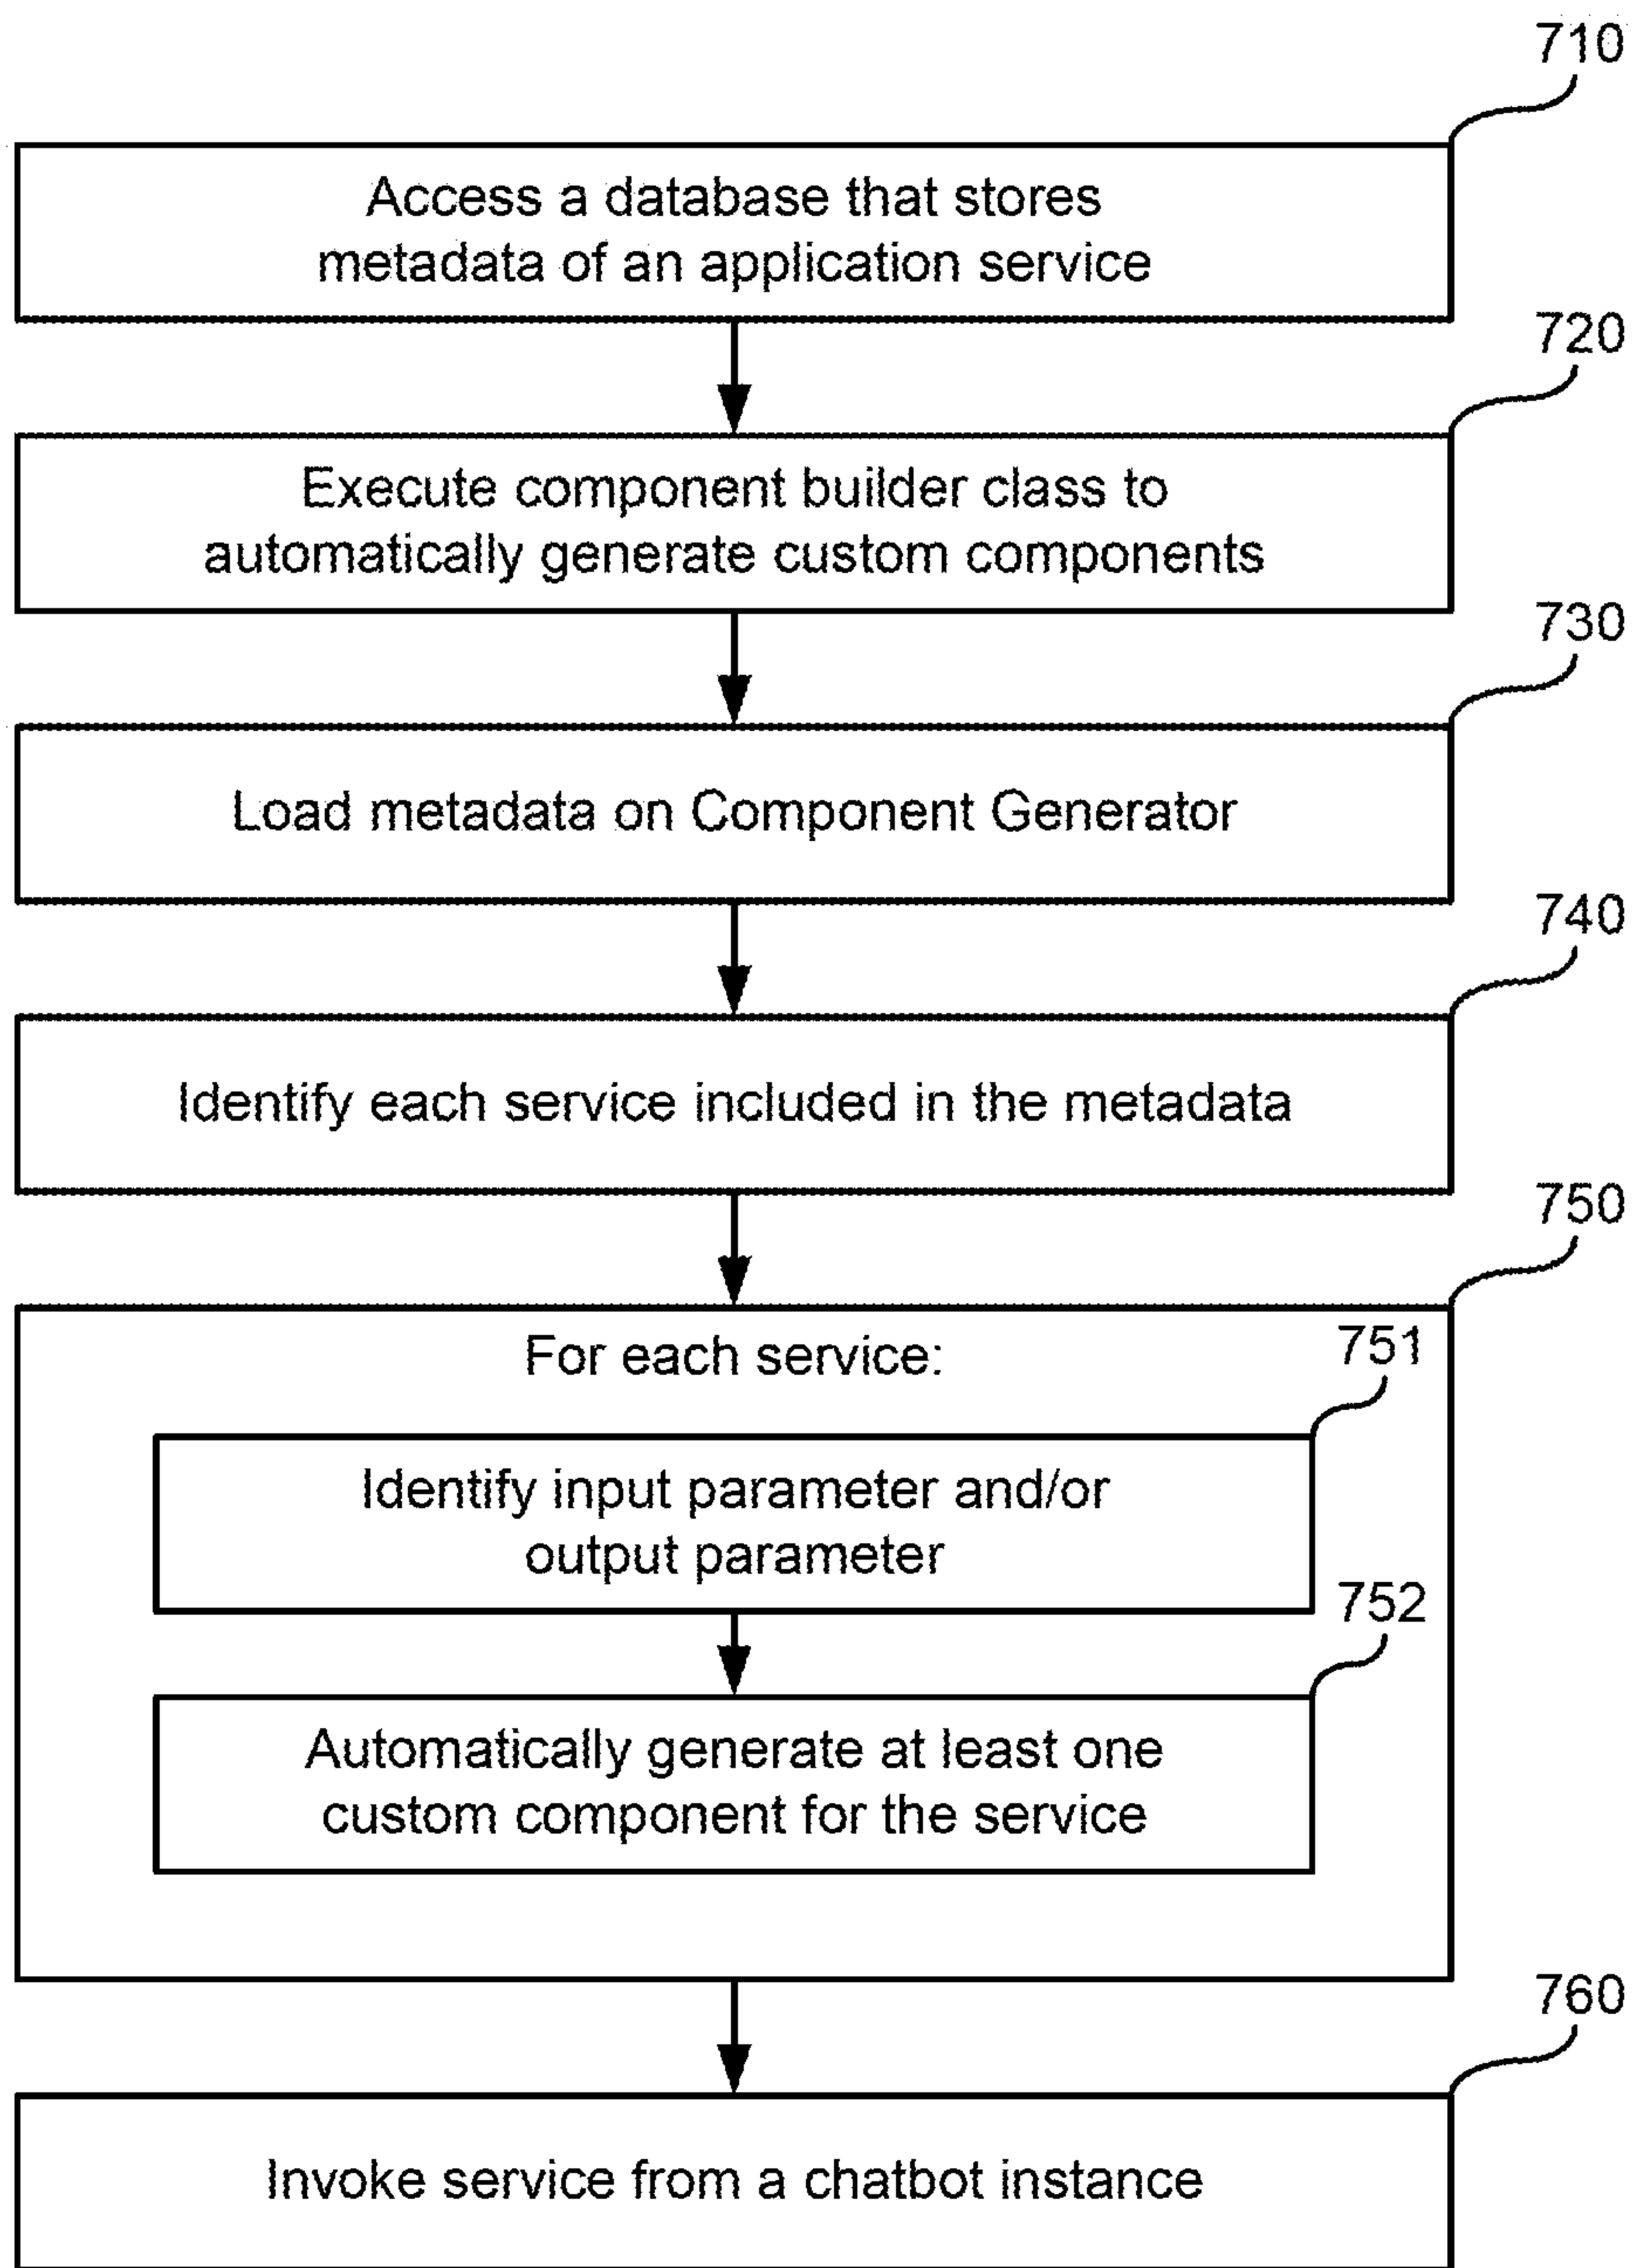 710
Access a database that stores
metadata of an application service
720
Execute component builder class to
automatically generate custom components
730
Load metadata on Component Generator
740
Identify each service included in the metadata
750
For each service:
751
Identify input parameter and/or
output parameter
752
Automatically generate at least one
custom component for the service
760
Invoke service from a chatbot instance